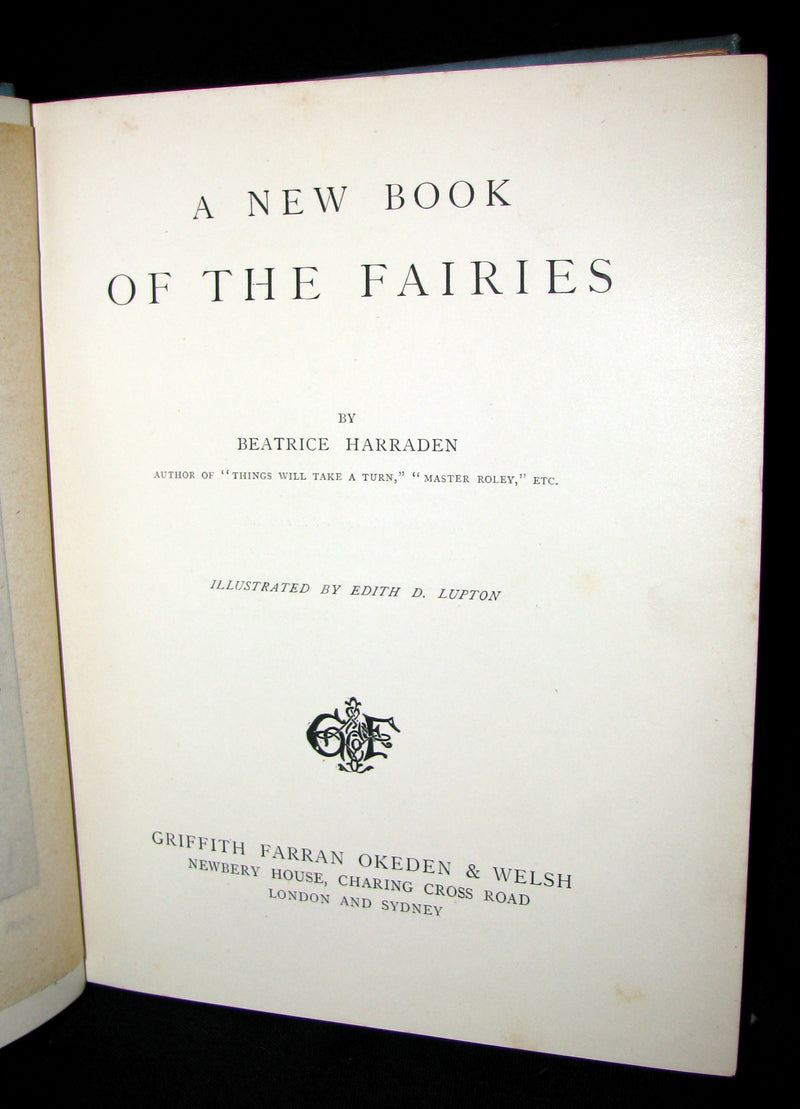 A NEW BOOK
OF THE FAIRIES
BY
BEATRICE HARRADEN
AUTHOR OF "THINGS WILL TAKE A TURN," "MASTER ROLEY," ETC.
ILLUSTRATED BY EDITH D. LUPTON
GRIFFITH FARRAN OKEDEN & WELSH
NEWBERY HOUSE, CHARING CROSS ROAD
LONDON AND SYDNEY